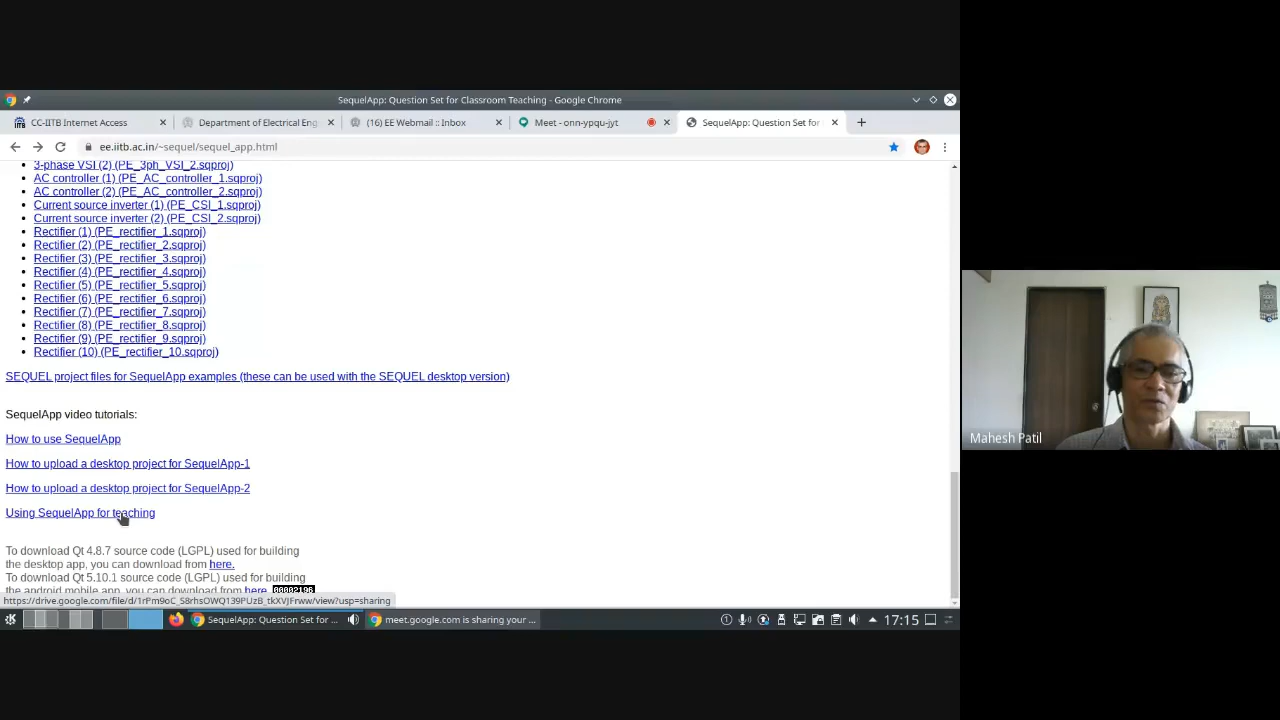 SequelApp: Question Set for Classroom Teaching - Google Chrome
CC-IITB Internet Access
Department of Electrical Eng
(16) EE Webmail :: Inbox
Meet - onn-ypqu-jyt
SequelApp: Question Set for
ee.iitb.ac.in/~sequel/sequel_app.html
3-phase VSI (2) (PE_3ph_VSI_2.sqproj)
AC controller (1) (PE_AC_controller_1.sqproj)
AC controller (2) (PE_AC_controller_2.sqproj)
Current source inverter (1) (PE_CSI_1.sqproj)
Current source inverter (2) (PE_CSI_2.sqproj)
Rectifier (1) (PE_rectifier_1.sqproj)
Rectifier (2) (PE_rectifier_2.sqproj)
Rectifier (3) (PE_rectifier_3.sqproj)
Rectifier (4) (PE_rectifier_4.sqproj)
Rectifier (5) (PE_rectifier_5.sqproj)
Rectifier (6) (PE_rectifier_6.sqproj)
Rectifier (7) (PE_rectifier_7.sqproj)
Rectifier (8) (PE_rectifier_8.sqproj)
Rectifier (9) (PE_rectifier_9.sqproj)
Rectifier (10) (PE_rectifier_10.sqproj)
SEQUEL project files for SequelApp examples (these can be used with the SEQUEL desktop version)
SequelApp video tutorials:
How to use SequelApp
How to upload a desktop project for SequelApp-1
How to upload a desktop project for SequelApp-2
Using SequelApp for teaching
To download Qt 4.8.7 source code (LGPL) used for building
the desktop app, you can download from here.
To download Qt 5.10.1 source code (LGPL) used for building
the android mobile app, you can download from here.
SequelApp: Question Set for ...
meet.google.com is sharing your ...
17:15
Mahesh Patil